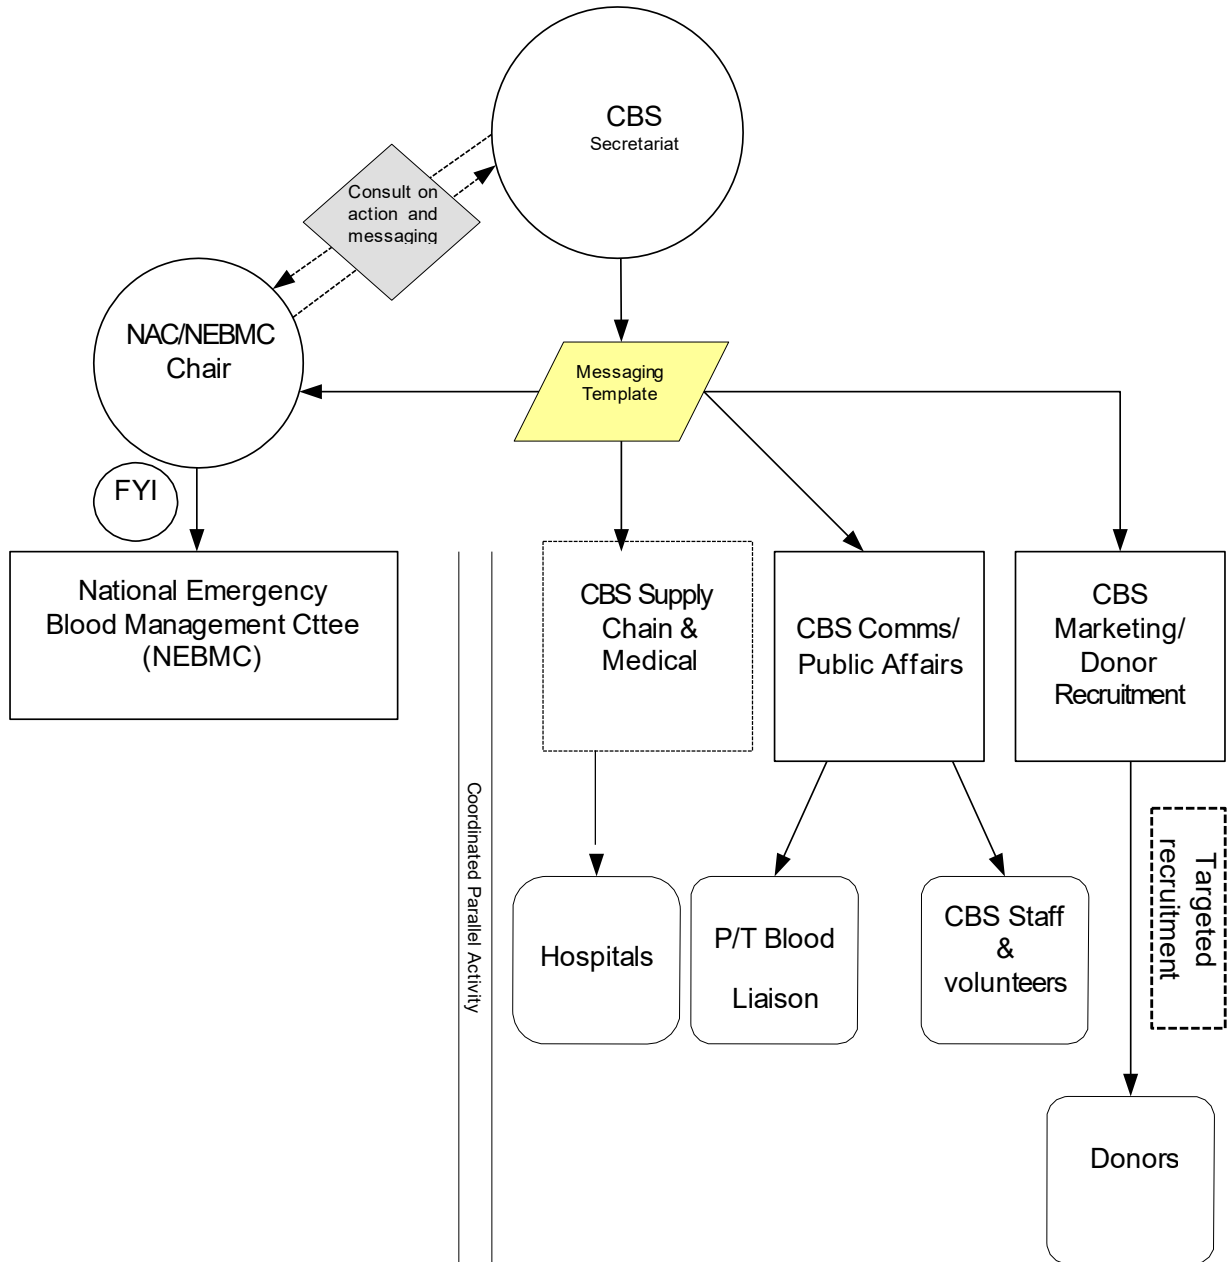 CBS
Secretariat
Consult on
action and
messaging
NAC/NEBMC
Chair
Messaging
Template
FYI
National Emergency
Blood Management Cttee
(NEBMC)
CBS Supply
Chain &
Medical
CBS Comms/
Public Affairs
CBS
Marketing/
Donor
Recruitment
Coordinated Parallel Activity
Targeted
recruitment
Hospitals
P/T Blood
Liaison
CBS Staff
&
volunteers
Donors